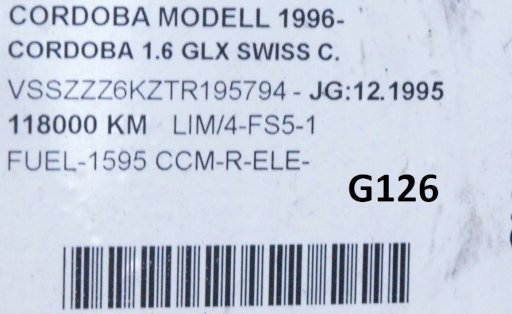 CORDOBA MODELL 1996-
CORDOBA 1.6 GLX SWISS C.
VSSZZZ6KZTR195794 - JG:12.1995
118000 KM LIM/4-FS5-1
FUEL-1595 CCM-R-ELE-
G126